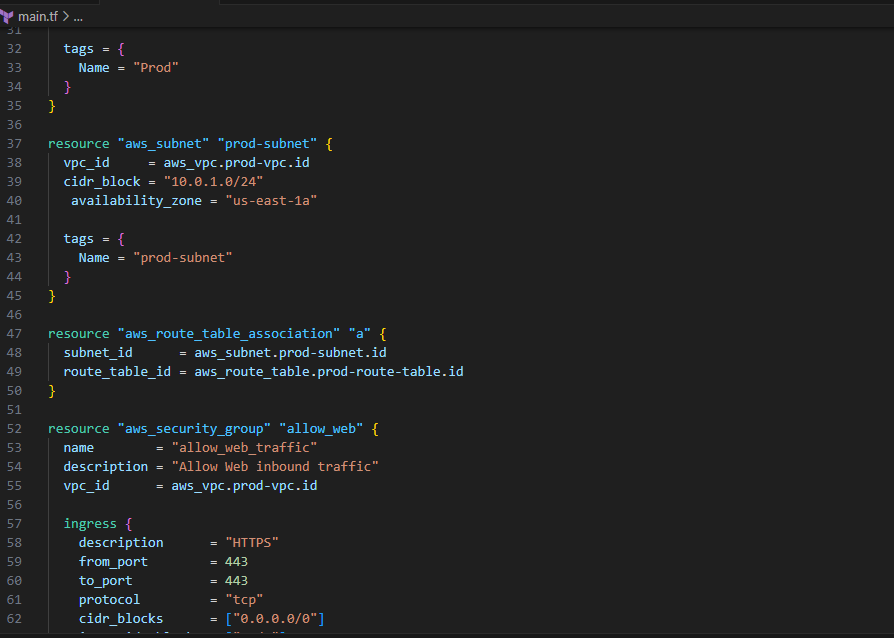 main.tf > ...
31
32 tags = {
33 Name = "Prod"
34 }
35 }
36
37 resource "aws_subnet" "prod-subnet" {
38 vpc_id     = aws_vpc.prod-vpc.id
39 cidr_block = "10.0.1.0/24"
40 availability_zone = "us-east-1a"
41
42 tags = {
43 Name = "prod-subnet"
44 }
45 }
46
47 resource "aws_route_table_association" "a" {
48 subnet_id      = aws_subnet.prod-subnet.id
49 route_table_id = aws_route_table.prod-route-table.id
50 }
51
52 resource "aws_security_group" "allow_web" {
53 name        = "allow_web_traffic"
54 description = "Allow Web inbound traffic"
55 vpc_id      = aws_vpc.prod-vpc.id
56
57 ingress {
58 description      = "HTTPS"
59 from_port        = 443
60 to_port          = 443
61 protocol         = "tcp"
62 cidr_blocks      = ["0.0.0.0/0"]